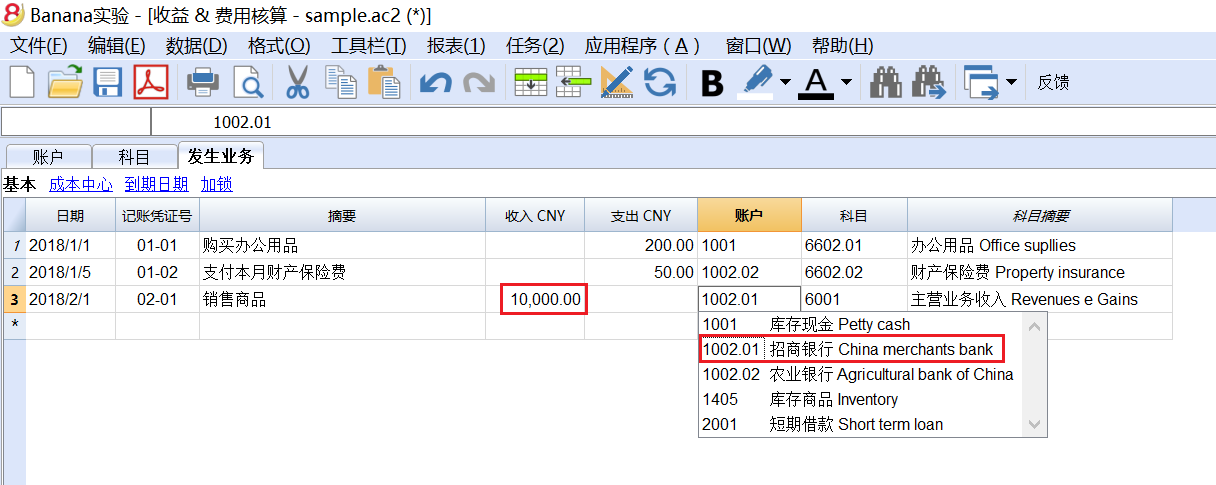 Banana实验 - [收益 & 费用核算 - sample.ac2 (*)]
文件(F) 编辑(E) 数据(D) 格式(O) 工具栏(T) 报表(1) 任务(2) 应用程序(A) 窗口(W) 帮助(H)
B A 反馈
1002.01
账户 科目 发生业务
基本 成本中心 到期日期 加锁
日期 记账凭证号 摘要 收入 CNY 支出 CNY 账户 科目 科目摘要
1 2018/1/1 01-01 购买办公用品 200.00 1001 6602.01 办公用品 Office supllies
2 2018/1/5 01-02 支付本月财产保险费 50.00 1002.02 6602.02 财产保险费 Property insurance
3 2018/2/1 02-01 销售商品 10,000.00 1002.01 6001 主营业务收入 Revenues e Gains
*
1001 库存现金 Petty cash
1002.01 招商银行 China merchants bank
1002.02 农业银行 Agricultural bank of China
1405 库存商品 Inventory
2001 短期借款 Short term loan